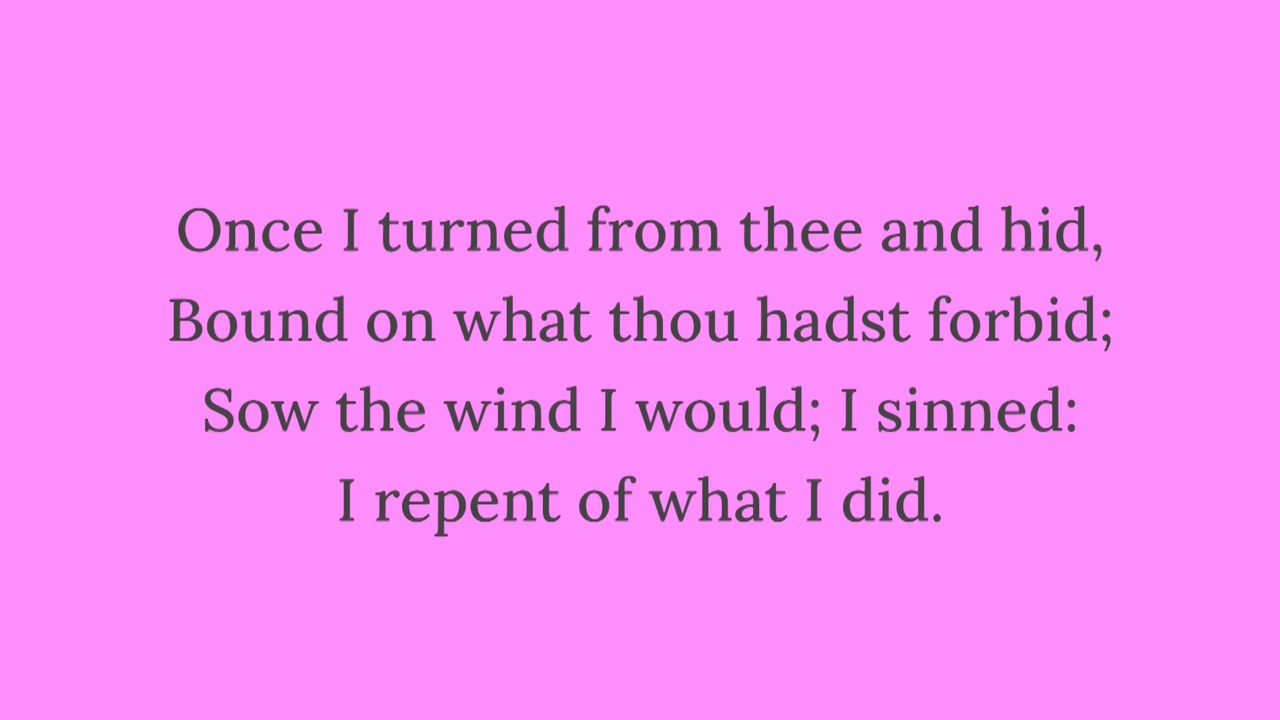 Once I turned from thee and hid,
Bound on what thou hadst forbid;
Sow the wind I would; I sinned:
I repent of what I did.